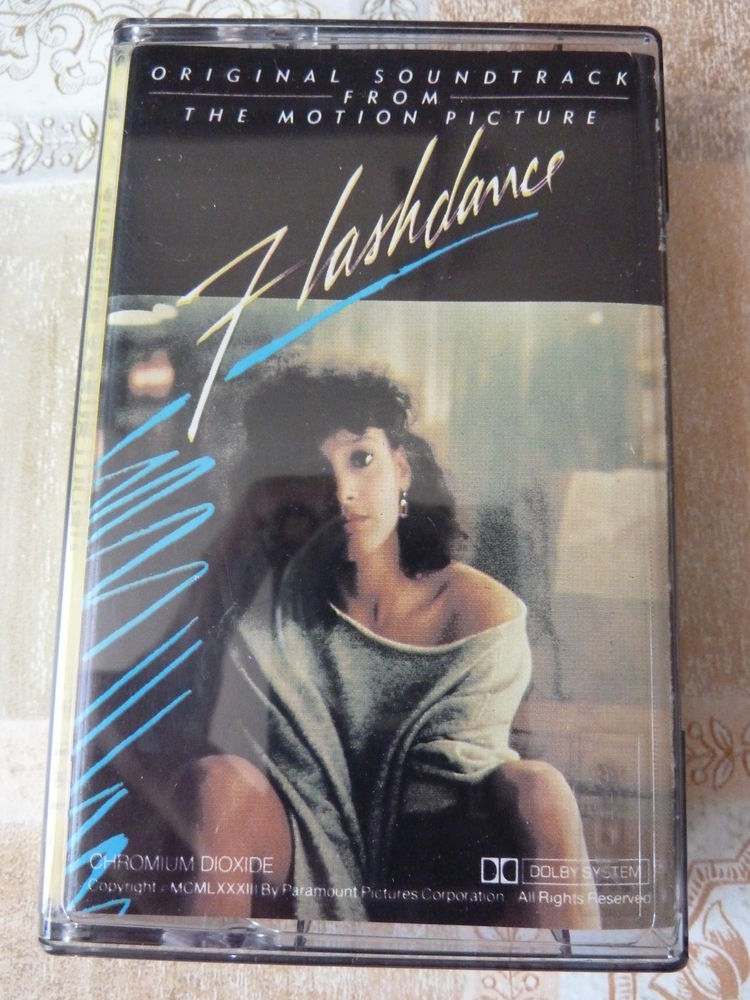 ORIGINAL SOUNDTRACK
FROM
THE MOTION PICTURE
Flashdance
CHROMIUM DIOXIDE
DOLBY SYSTEM
Copyright © MCMLXXXIII By Paramount Pictures Corporation All Rights Reserved